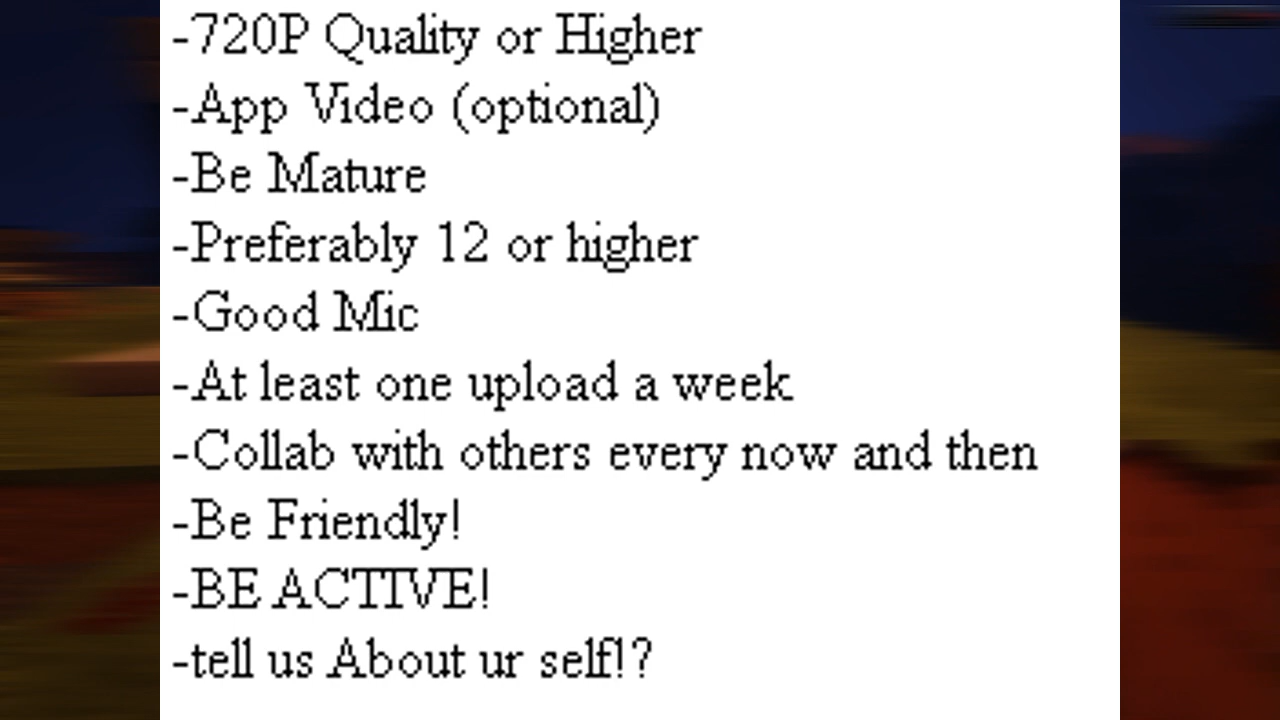 -720P Quality or Higher
-App Video (optional)
-Be Mature
-Preferably 12 or higher
-Good Mic
-At least one upload a week
-Collab with others every now and then
-Be Friendly!
-BE ACTIVE!
-tell us About ur self!?